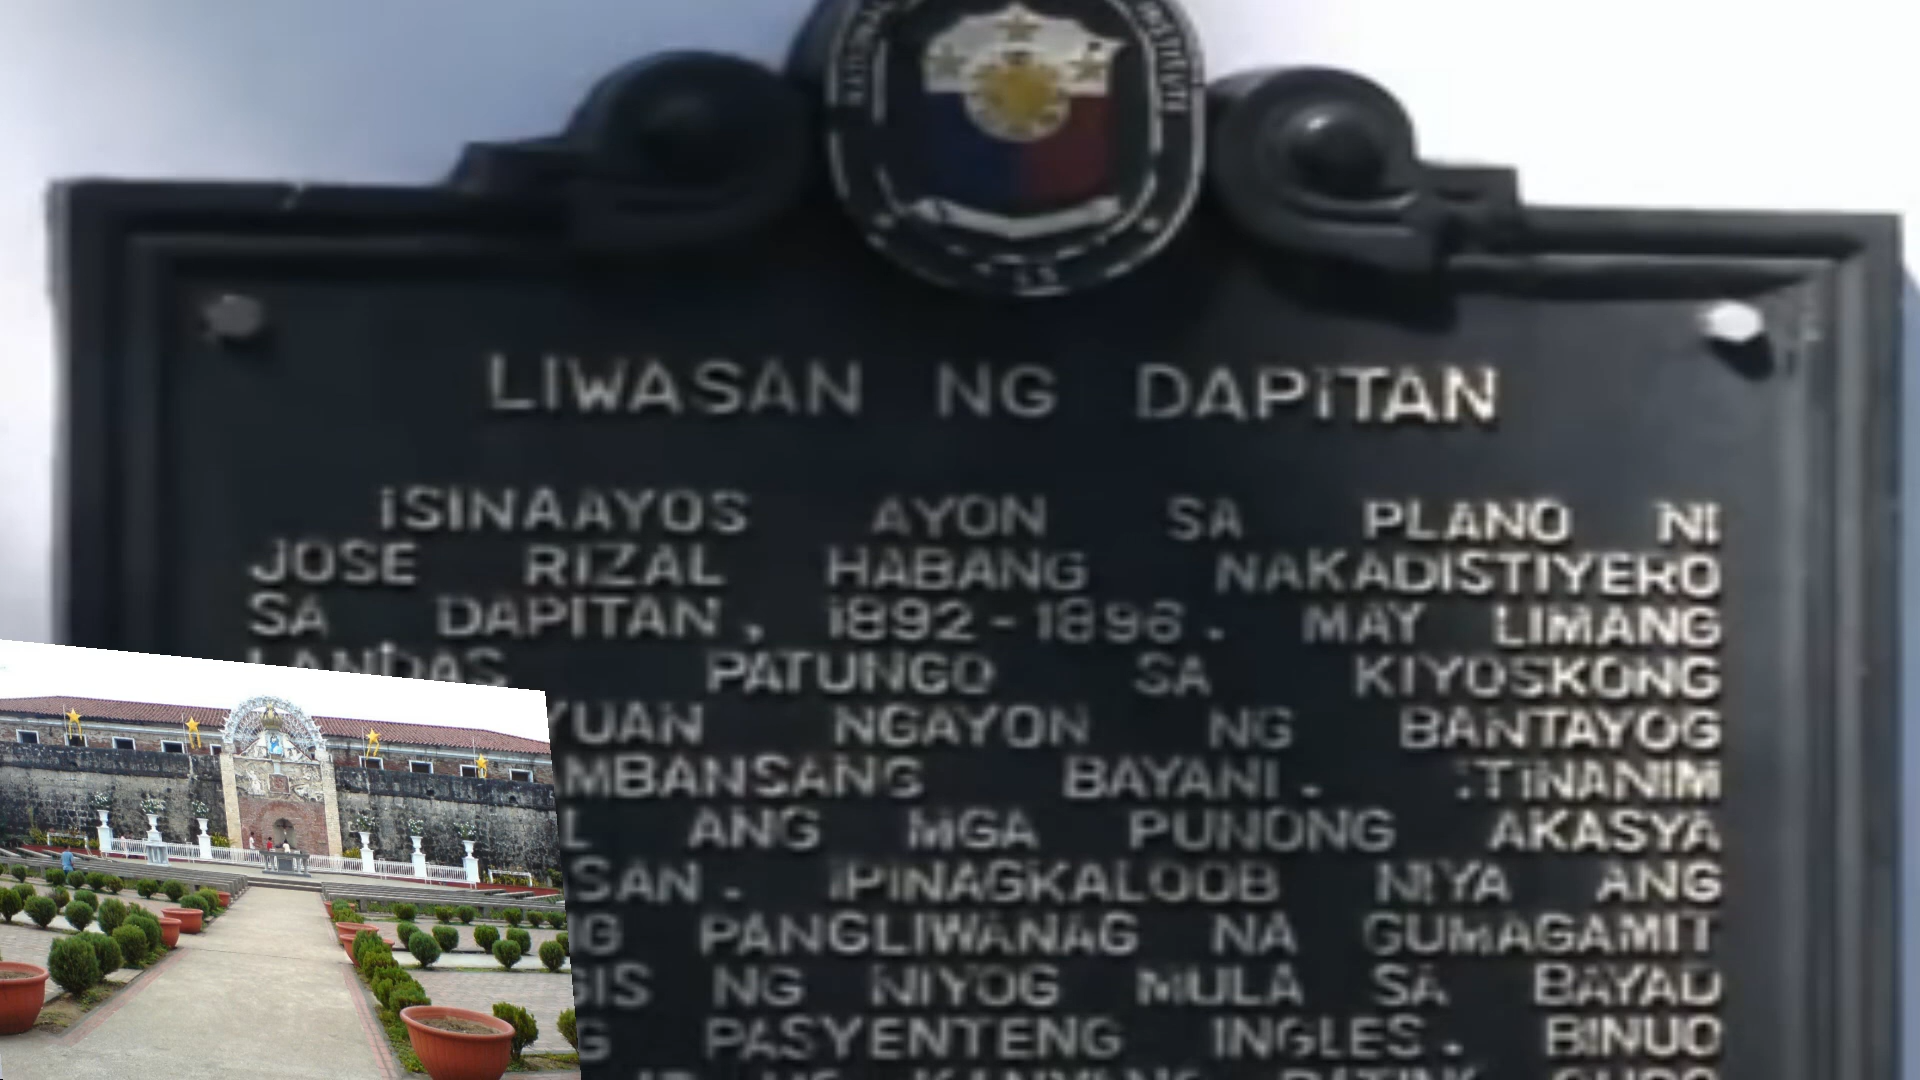 LIWASAN NG DAPITAN
ISINAAYOS AYON SA PLANO NI
JOSE RIZAL HABANG NAKADISTIYERO
SA DAPITAN, 1892-1896. MAY LIMANG
LANDAS PATUNGO SA KIYOSKONG
NGAYON NG BANTAYOG
BAYANI. ITINANIM
ANG MGA PUNONG AKASYA
IPINAGKALOOB NIYA ANG
PANGLIWANAG NA GUMAGAMIT
NG NIYOG MULA SA BAYAD
PASYENTENG INGLES. BINUO